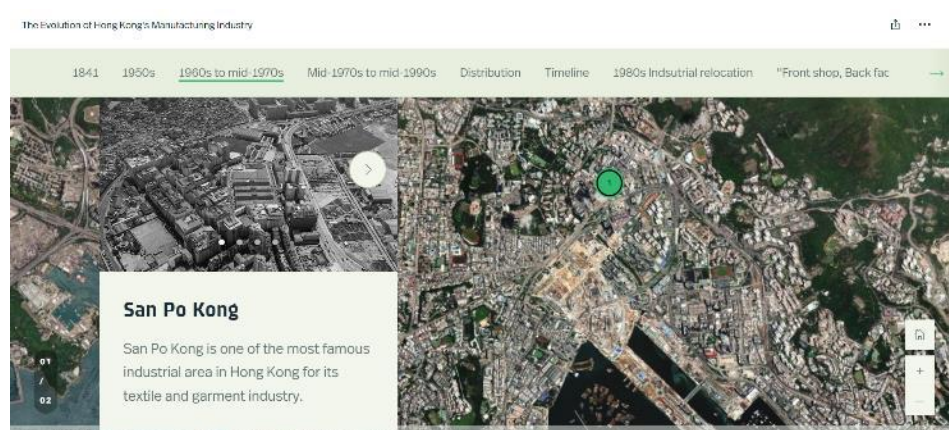 The Evolution of Hong Kong's Manufacturing Industry
1841 1950s 1960s to mid-1970s Mid-1970s to mid-1990s Distribution Timeline 1980s Indsutrial relocation "Front shop, Back fac
1
San Po Kong
San Po Kong is one of the most famous
industrial area in Hong Kong for its
textile and garment industry.
01
/
02